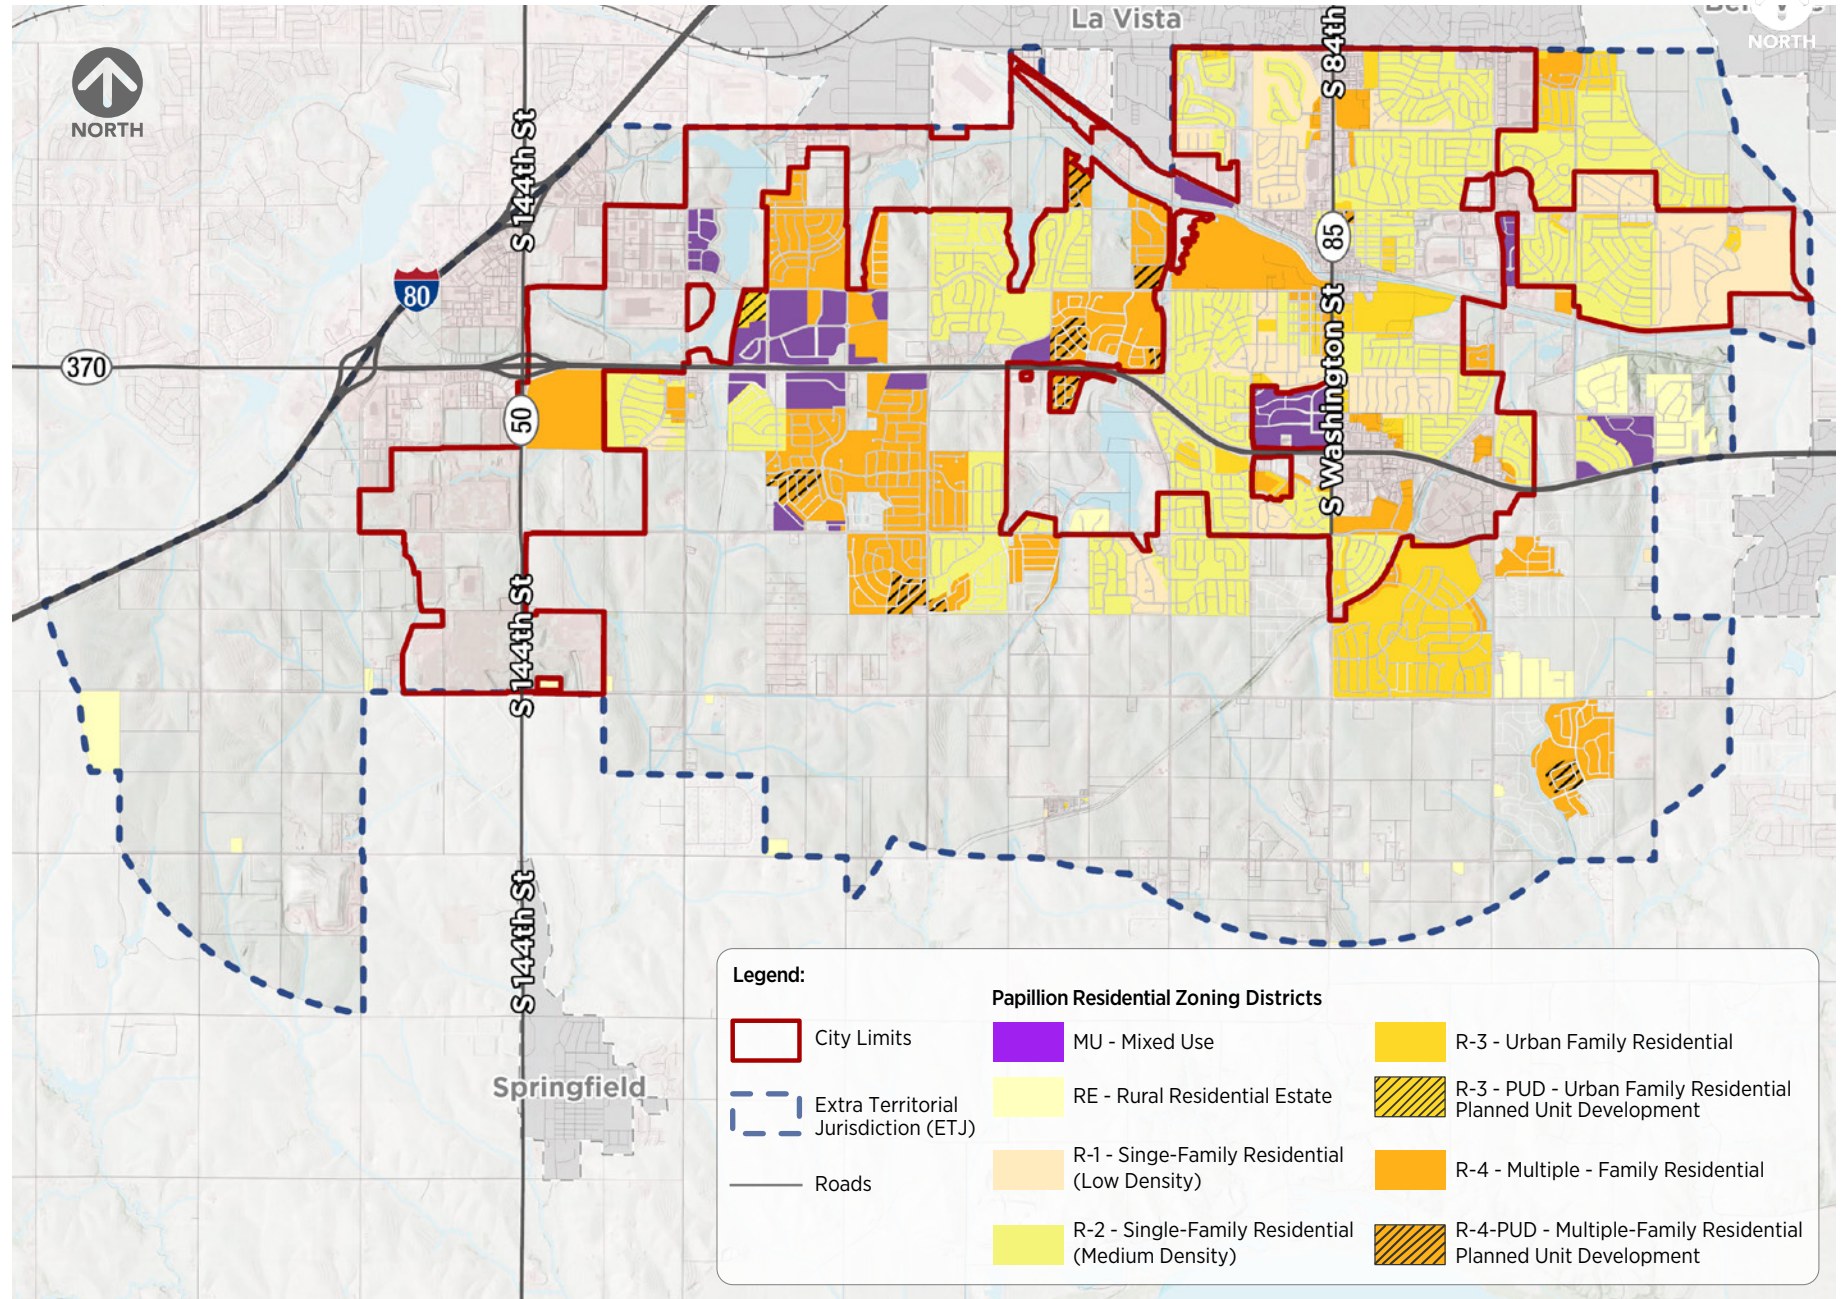 La Vista
NORTH
NORTH
S 84th
S 144th St
85
80
370
50
S Washington St
S 144th St
S 144th St
Springfield
Legend:
City Limits
Extra Territorial
Jurisdiction (ETJ)
Roads
Papillion Residential Zoning Districts
MU - Mixed Use
RE - Rural Residential Estate
R-1 - Singe-Family Residential
(Low Density)
R-2 - Single-Family Residential
(Medium Density)
R-3 - Urban Family Residential
R-3 - PUD - Urban Family Residential
Planned Unit Development
R-4 - Multiple - Family Residential
R-4-PUD - Multiple-Family Residential
Planned Unit Development